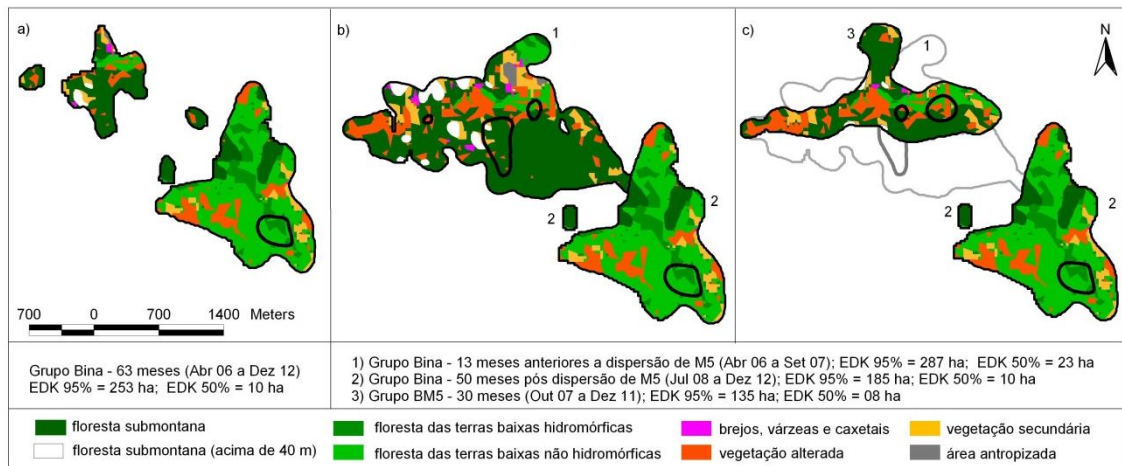 a)
b)
c)
1
3
1
N
2
2
2
2
700 0 700 1400 Meters
Grupo Bina - 63 meses (Abr 06 a Dez 12)
EDK 95% = 253 ha; EDK 50% = 10 ha
1) Grupo Bina - 13 meses anteriores a dispersão de M5 (Abr 06 a Set 07); EDK 95% = 287 ha; EDK 50% = 23 ha
2) Grupo Bina - 50 meses pós dispersão de M5 (Jul 08 a Dez 12); EDK 95% = 185 ha; EDK 50% = 10 ha
3) Grupo BM5 - 30 meses (Out 07 a Dez 11); EDK 95% = 135 ha; EDK 50% = 08 ha
floresta submontana
floresta submontana (acima de 40 m)
floresta das terras baixas hidromórficas
floresta das terras baixas não hidromórficas
brejos, várzeas e caxetais
vegetação alterada
vegetação secundária
área antropizada